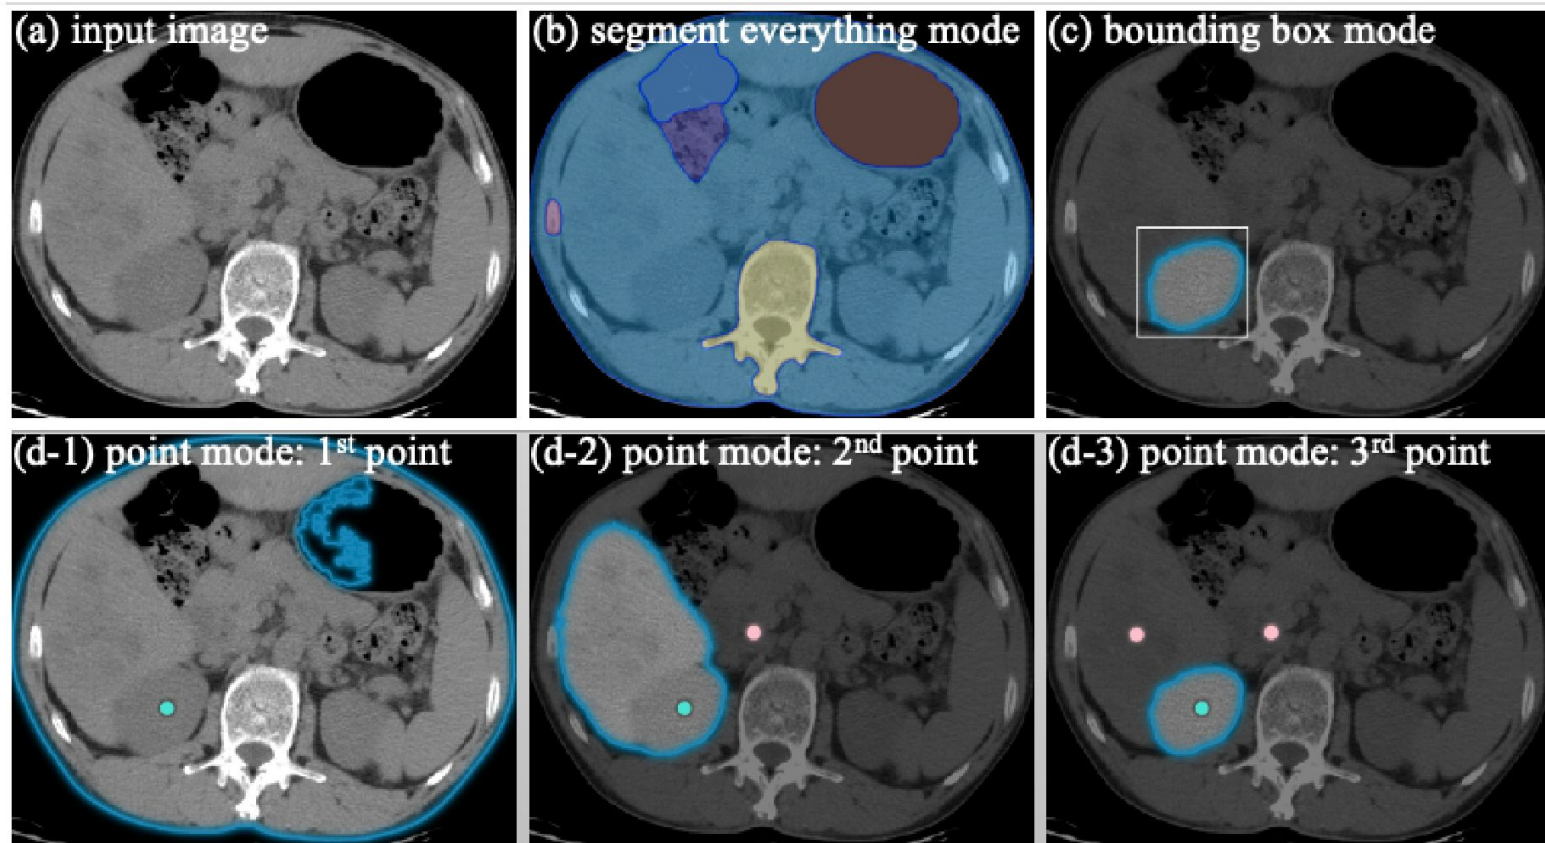 (a) input image
(b) segment everything mode
(c) bounding box mode
(d-1) point mode: 1st point
(d-2) point mode: 2nd point
(d-3) point mode: 3rd point